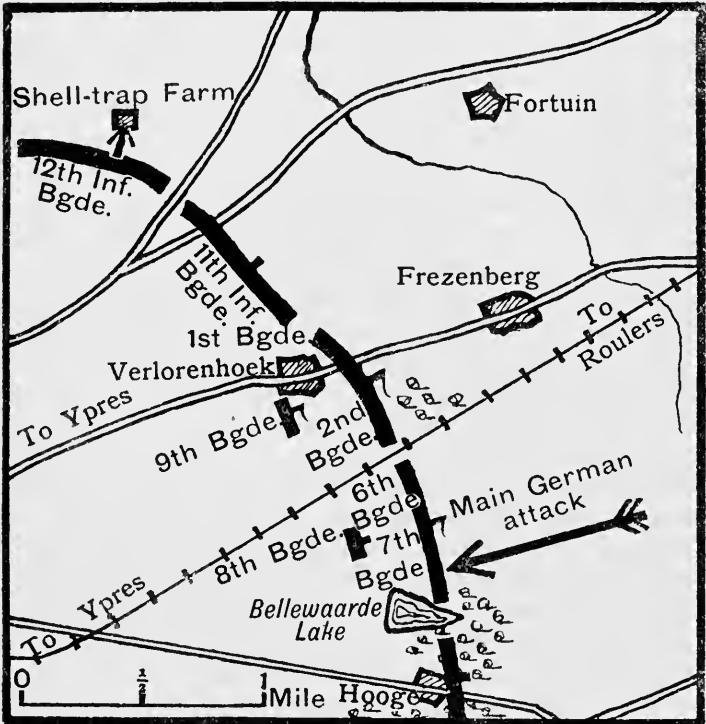 Shell-trap Farm
Fortuin
12th Inf.
Bgde.
11th Inf.
Bgde.
Frezenberg
1st Bgde.
Verlorenhoek
To Roulers
To Ypres
9th Bgde.
2nd
Bgde.
6th
Bgde
8th Bgde.
7th
Bgde
Main German
attack
Bellewaarde
Lake
To Ypres
0 ½ 1 Mile
Hooge